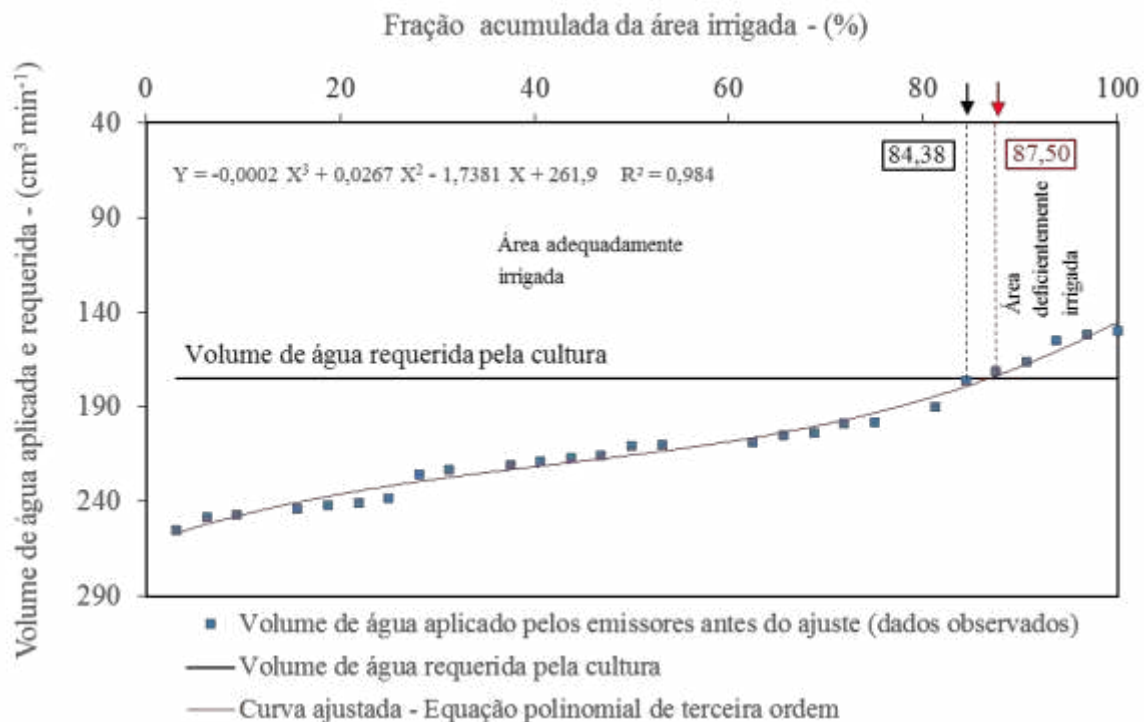 Fração acumulada da área irrigada - (%)
0 20 40 60 80 100
Volume de água aplicada e requerida - (cm³ min⁻¹)
40
90
140
190
240
290
84,38
87,50
Y = -0,0002 X³ + 0,0267 X² - 1,7381 X + 261,9 R² = 0,984
Área adequadamente
irrigada
Área
deficientemente
irrigada
Volume de água requerida pela cultura
Volume de água aplicado pelos emissores antes do ajuste (dados observados)
Volume de água requerida pela cultura
Curva ajustada - Equação polinomial de terceira ordem